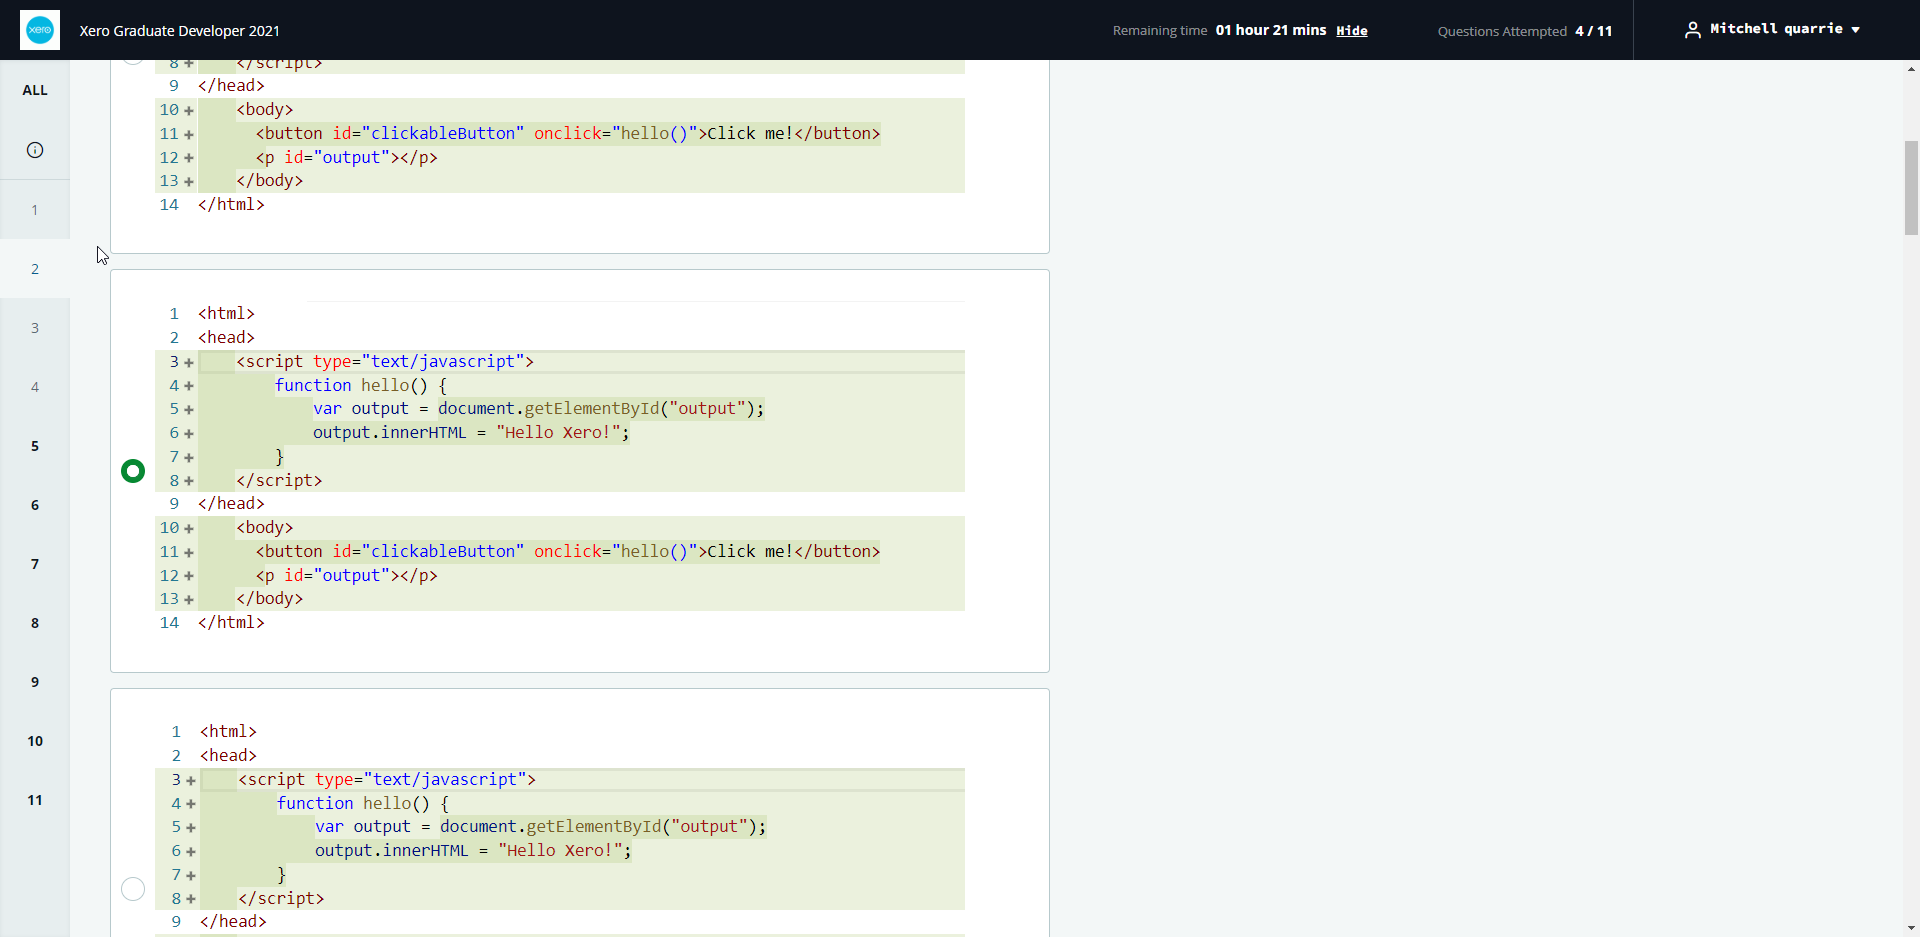 xero
Xero Graduate Developer 2021
Remaining time 01 hour 21 mins Hide
Questions Attempted 4 / 11
Mitchell quarrie
ALL
1
2
3
4
5
6
7
8
9
10
11
8 + </script>
9 </head>
10 + <body>
11 + <button id="clickableButton" onclick="hello()">Click me!</button>
12 + <p id="output"></p>
13 + </body>
14 </html>
1 <html>
2 <head>
3 + <script type="text/javascript">
4 + function hello() {
5 + var output = document.getElementById("output");
6 + output.innerHTML = "Hello Xero!";
7 + }
8 + </script>
9 </head>
10 + <body>
11 + <button id="clickableButton" onclick="hello()">Click me!</button>
12 + <p id="output"></p>
13 + </body>
14 </html>
1 <html>
2 <head>
3 + <script type="text/javascript">
4 + function hello() {
5 + var output = document.getElementById("output");
6 + output.innerHTML = "Hello Xero!";
7 + }
8 + </script>
9 </head>